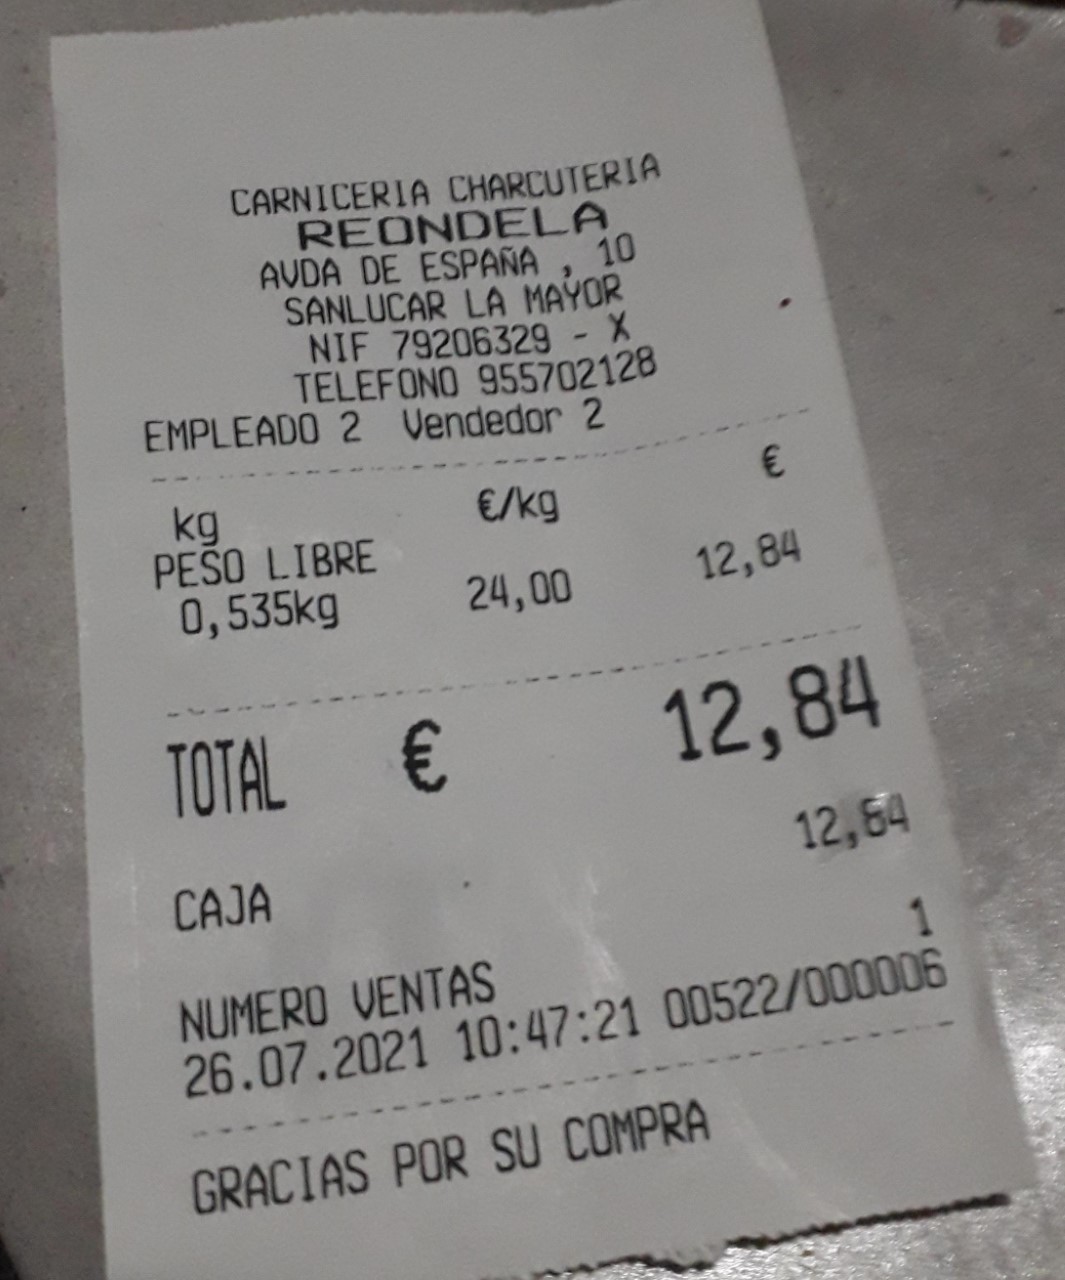 CARNICERIA CHARCUTERIA
REONDELA
AVDA DE ESPAÑA , 10
SANLUCAR LA MAYOR
NIF 79206329 - X
TELEFONO 955702128
EMPLEADO 2 Vendedor 2
kg €/kg €
PESO LIBRE
0,535kg 24,00 12,84
TOTAL € 12,84
CAJA 12,84
NUMERO VENTAS 1
26.07.2021 10:47:21 00522/000006
GRACIAS POR SU COMPRA